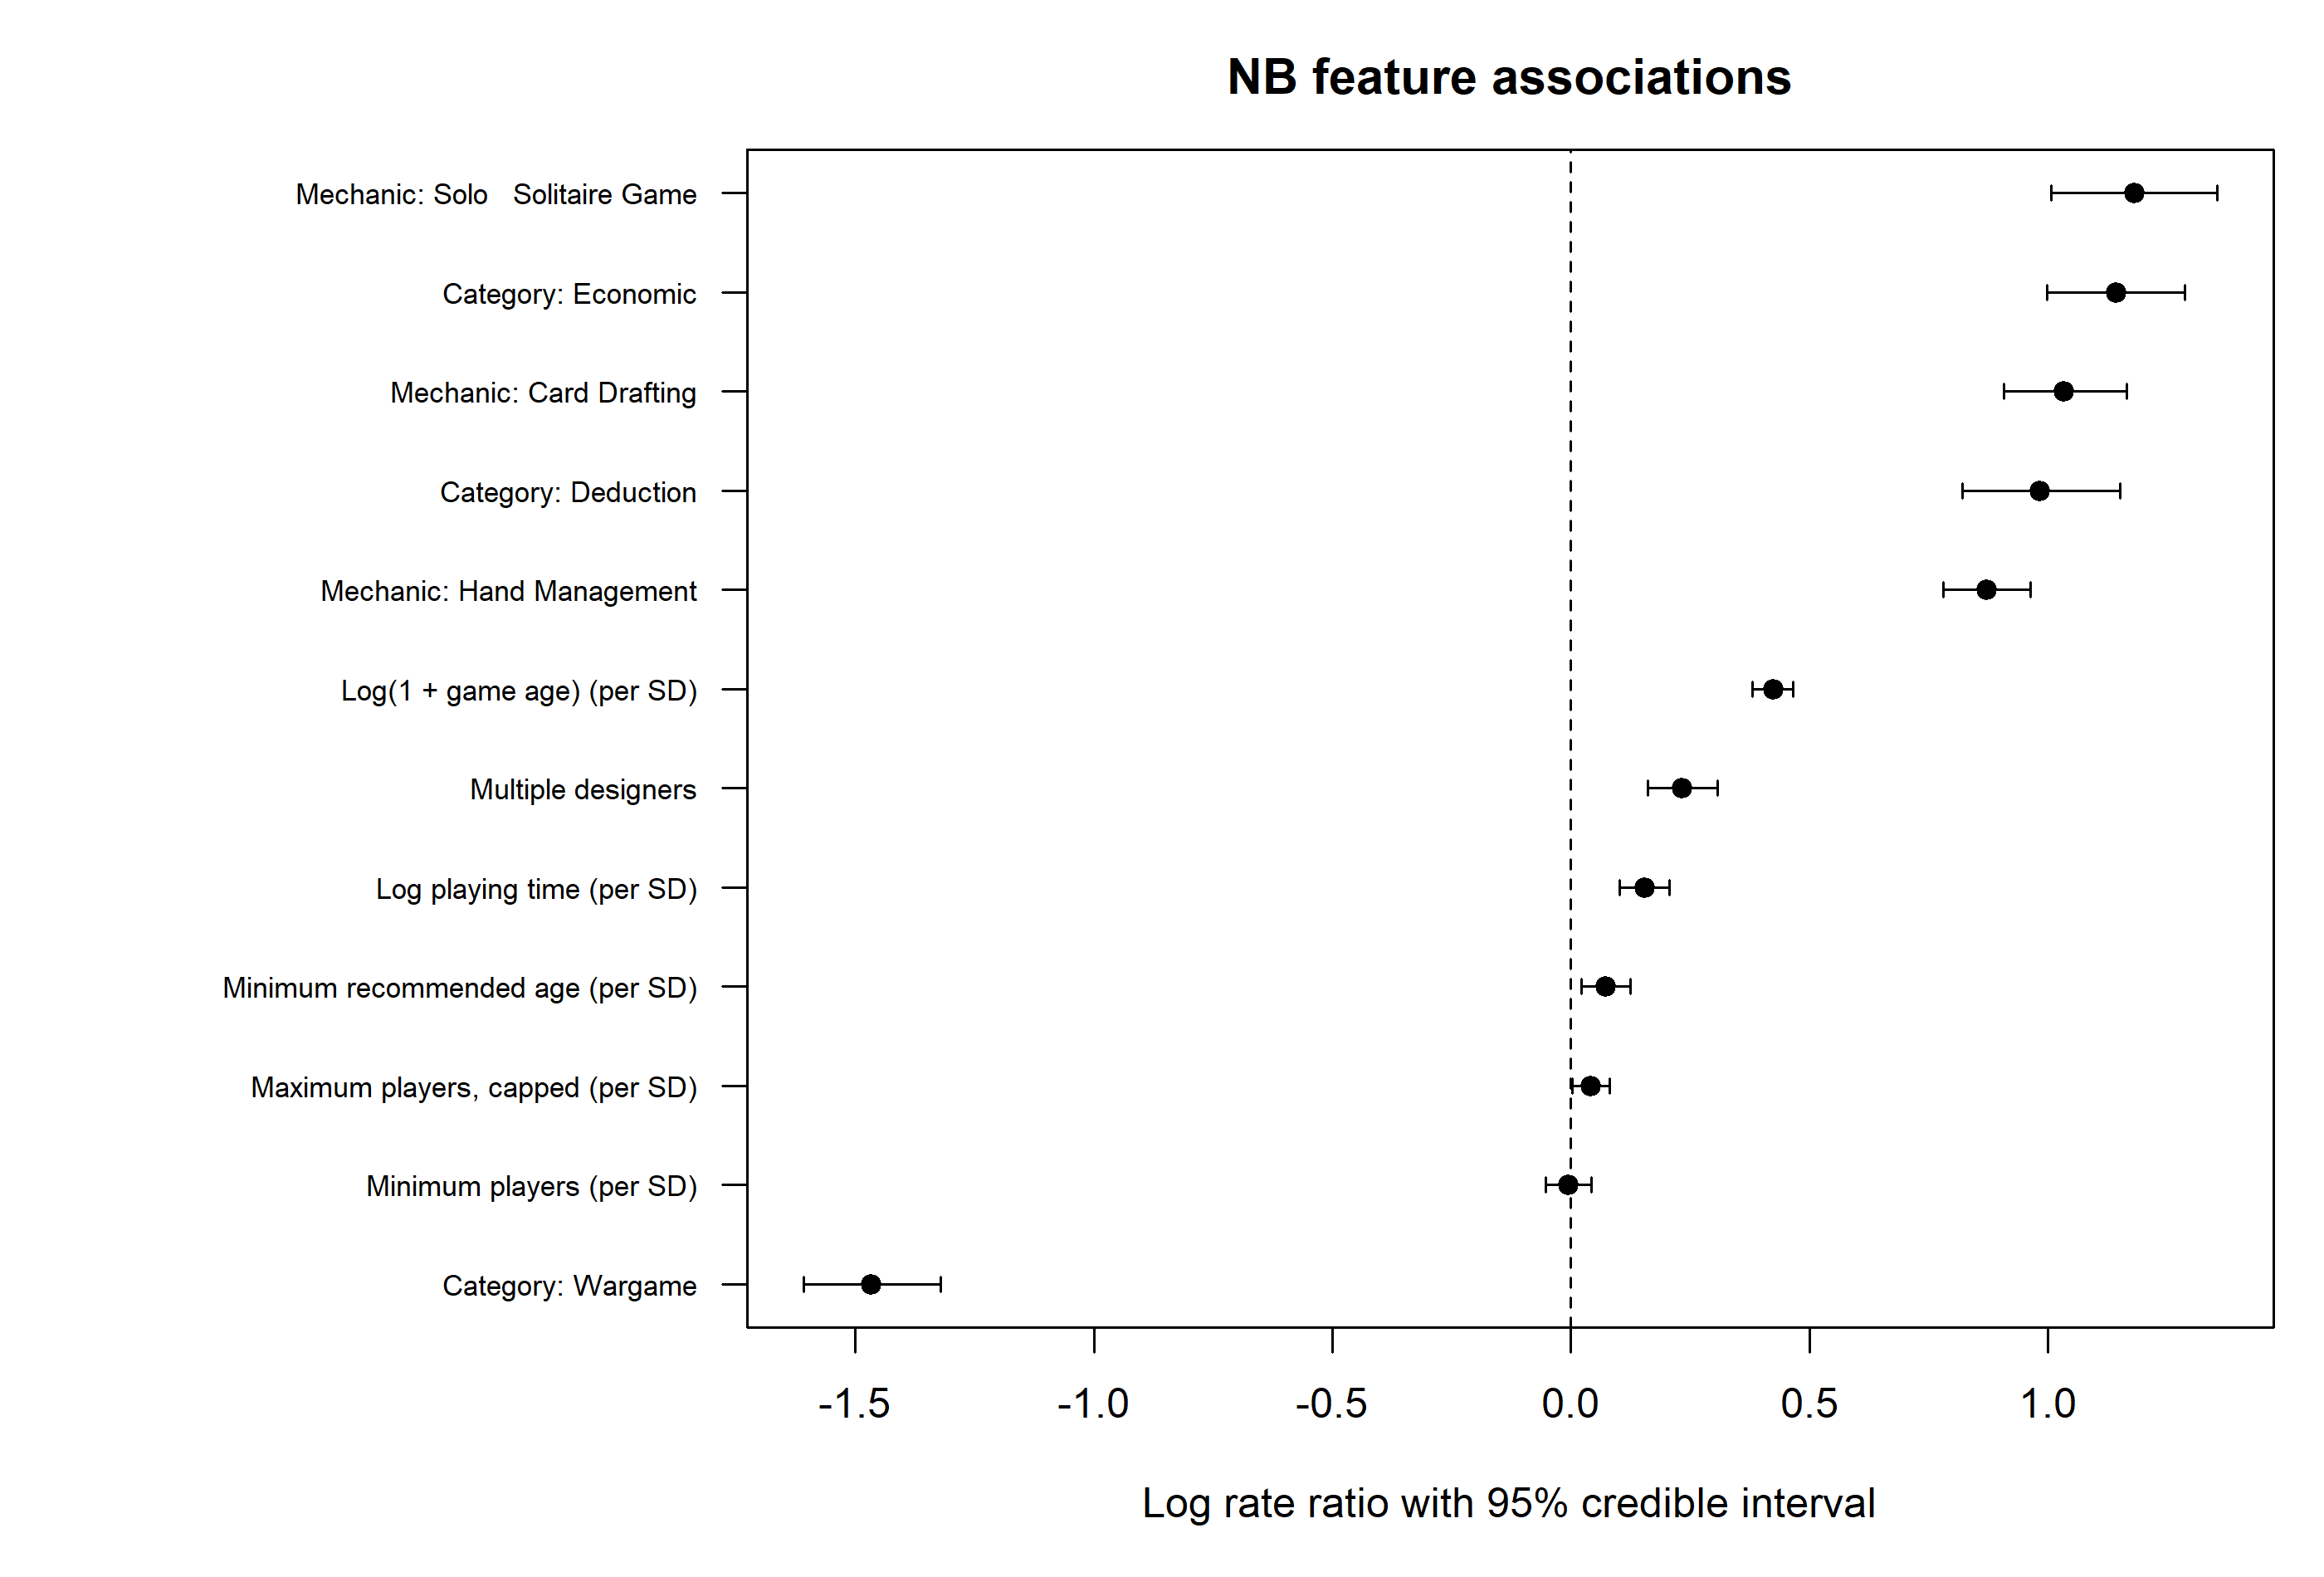 NB feature associations
Mechanic: Solo   Solitaire Game
Category: Economic
Mechanic: Card Drafting
Category: Deduction
Mechanic: Hand Management
Log(1 + game age) (per SD)
Multiple designers
Log playing time (per SD)
Minimum recommended age (per SD)
Maximum players, capped (per SD)
Minimum players (per SD)
Category: Wargame
-1.5 -1.0 -0.5 0.0 0.5 1.0
Log rate ratio with 95% credible interval